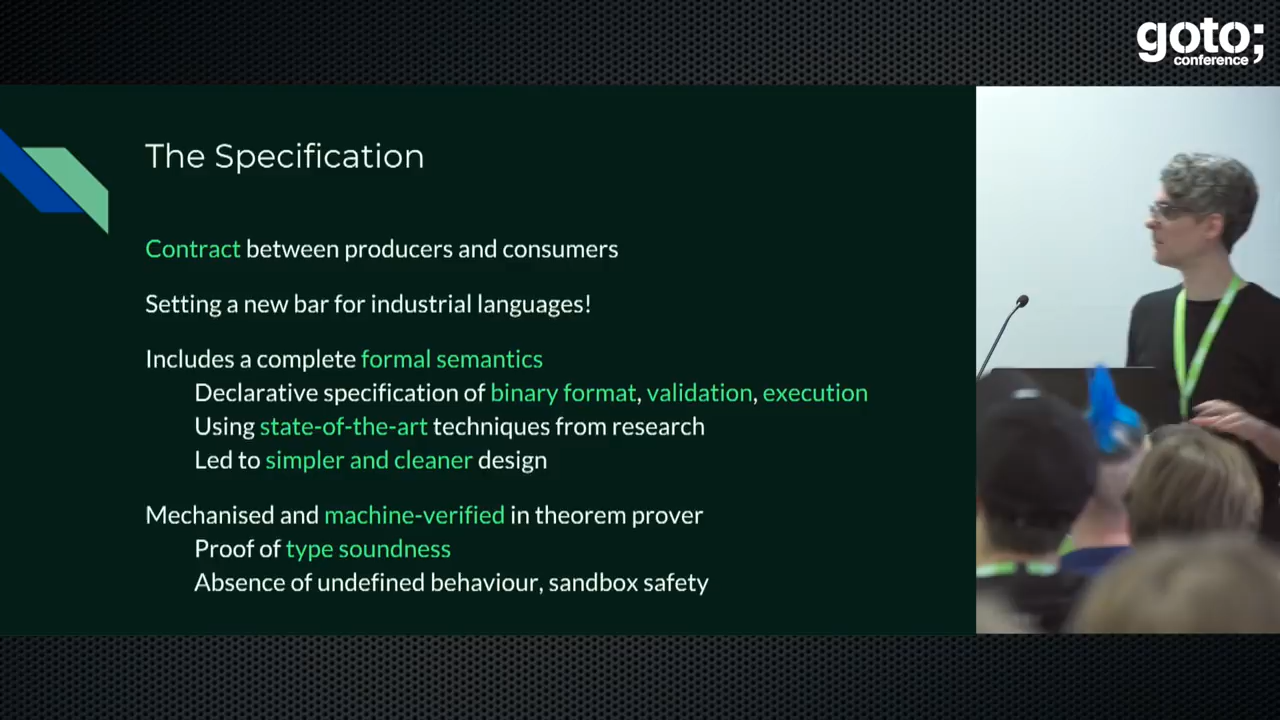 goto;
conference
The Specification
Contract between producers and consumers
Setting a new bar for industrial languages!
Includes a complete formal semantics
Declarative specification of binary format, validation, execution
Using state-of-the-art techniques from research
Led to simpler and cleaner design
Mechanised and machine-verified in theorem prover
Proof of type soundness
Absence of undefined behaviour, sandbox safety